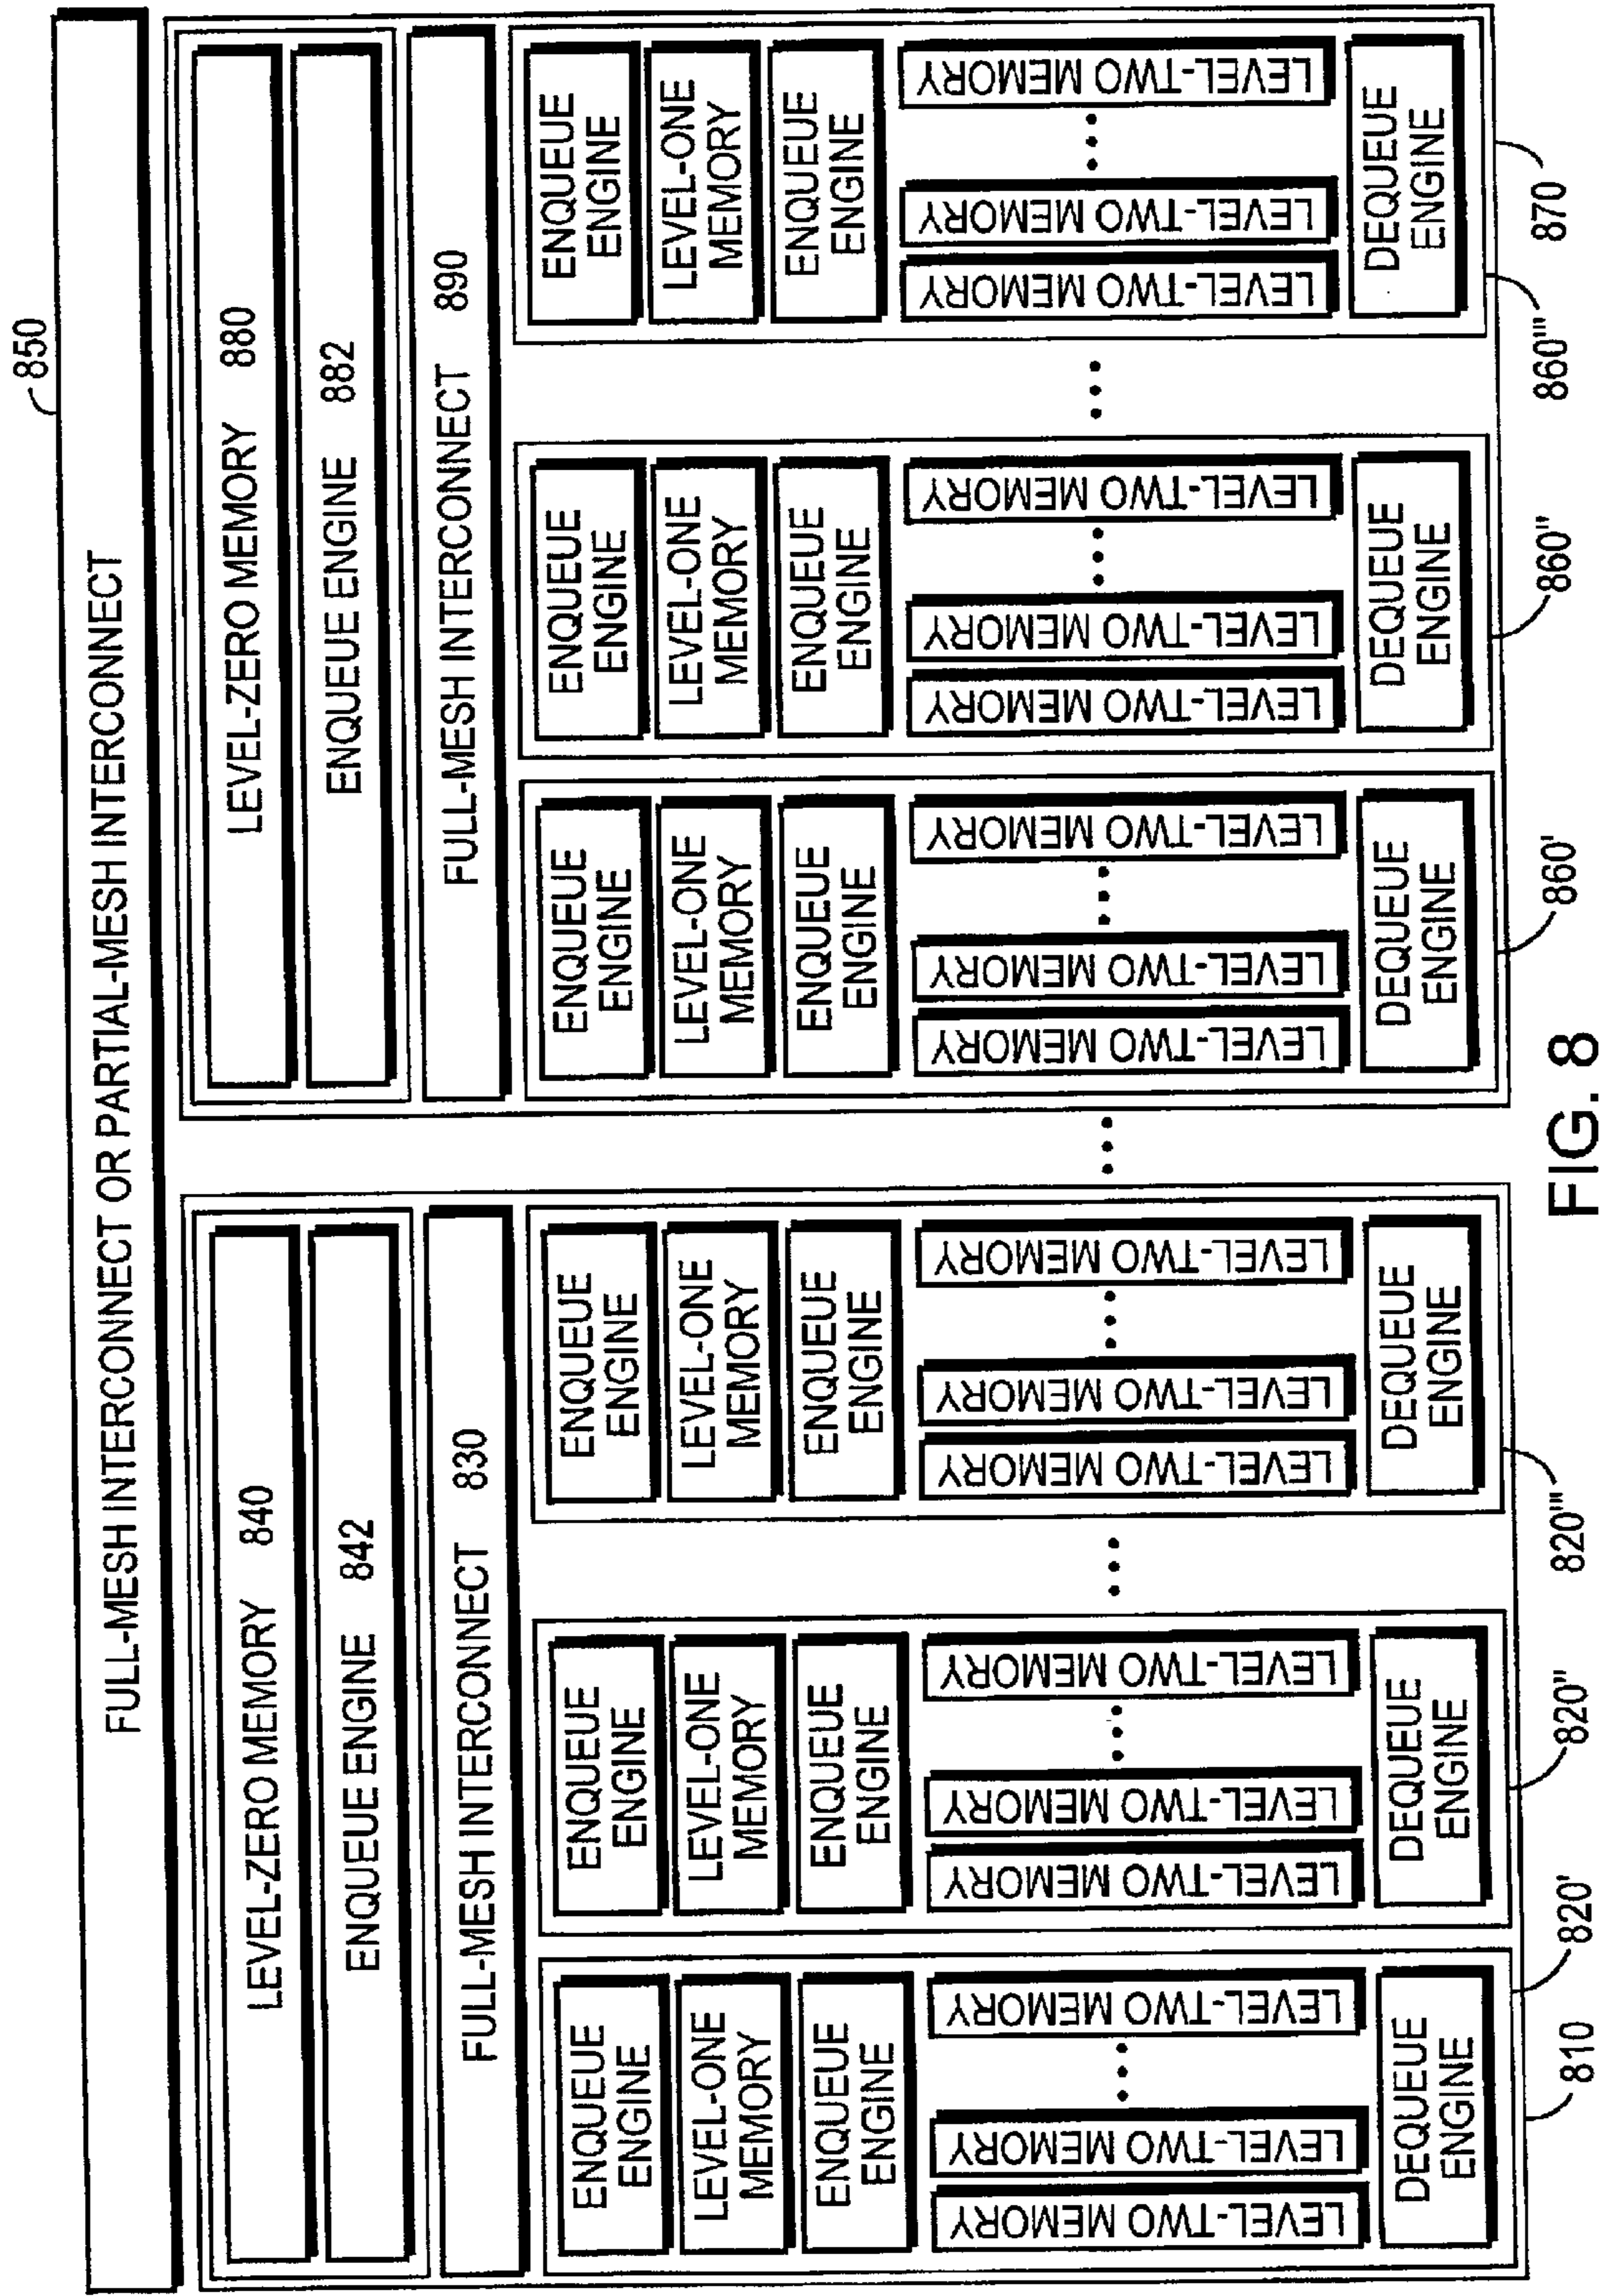 850
FULL-MESH INTERCONNECT OR PARTIAL-MESH INTERCONNECT
LEVEL-ZERO MEMORY 840
ENQUEUE ENGINE 842
FULL-MESH INTERCONNECT 830
ENQUEUE
ENGINE
LEVEL-ONE
MEMORY
ENQUEUE
ENGINE
LEVEL-TWO MEMORY
LEVEL-TWO MEMORY
LEVEL-TWO MEMORY
DEQUEUE
ENGINE
ENQUEUE
ENGINE
LEVEL-ONE
MEMORY
ENQUEUE
ENGINE
LEVEL-TWO MEMORY
LEVEL-TWO MEMORY
LEVEL-TWO MEMORY
DEQUEUE
ENGINE
ENQUEUE
ENGINE
LEVEL-ONE
MEMORY
ENQUEUE
ENGINE
LEVEL-TWO MEMORY
LEVEL-TWO MEMORY
LEVEL-TWO MEMORY
DEQUEUE
ENGINE
810
820'
820"
820'"
LEVEL-ZERO MEMORY 880
ENQUEUE ENGINE 882
FULL-MESH INTERCONNECT 890
ENQUEUE
ENGINE
LEVEL-ONE
MEMORY
ENQUEUE
ENGINE
LEVEL-TWO MEMORY
LEVEL-TWO MEMORY
LEVEL-TWO MEMORY
DEQUEUE
ENGINE
ENQUEUE
ENGINE
LEVEL-ONE
MEMORY
ENQUEUE
ENGINE
LEVEL-TWO MEMORY
LEVEL-TWO MEMORY
LEVEL-TWO MEMORY
DEQUEUE
ENGINE
ENQUEUE
ENGINE
LEVEL-ONE
MEMORY
ENQUEUE
ENGINE
LEVEL-TWO MEMORY
LEVEL-TWO MEMORY
LEVEL-TWO MEMORY
DEQUEUE
ENGINE
860'
860"
860'"
870
FIG. 8